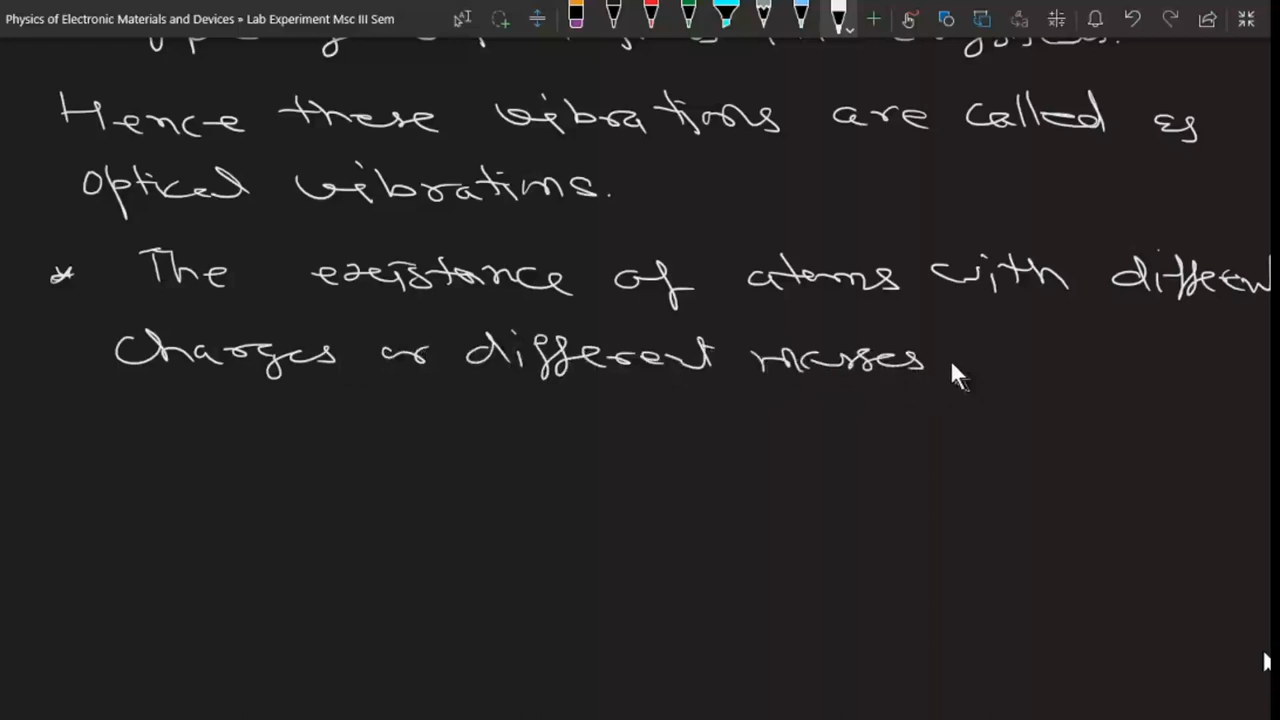 Physics of Electronic Materials and Devices » Lab Experiment Msc III Sem
Hence these vibrations are called as
optical vibrations.
* The existance of atoms with different
charges or different masses